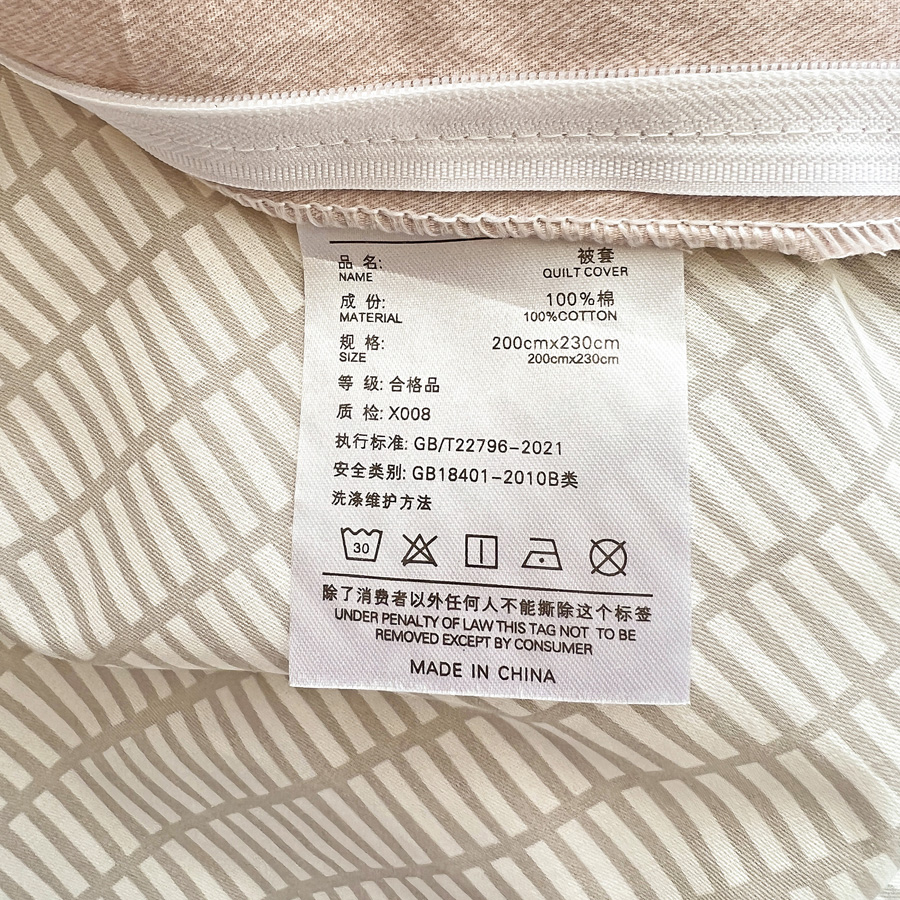 品 名: 被套
NAME QUILT COVER
成 份: 100%棉
MATERIAL 100%COTTON
规 格: 200cmx230cm
SIZE 200cmx230cm
等 级: 合格品
质 检: X008
执行标准: GB/T22796-2021
安全类别: GB18401-2010B类
洗涤维护方法
30
除了消费者以外任何人不能撕除这个标签
UNDER PENALTY OF LAW THIS TAG NOT TO BE
REMOVED EXCEPT BY CONSUMER
MADE IN CHINA